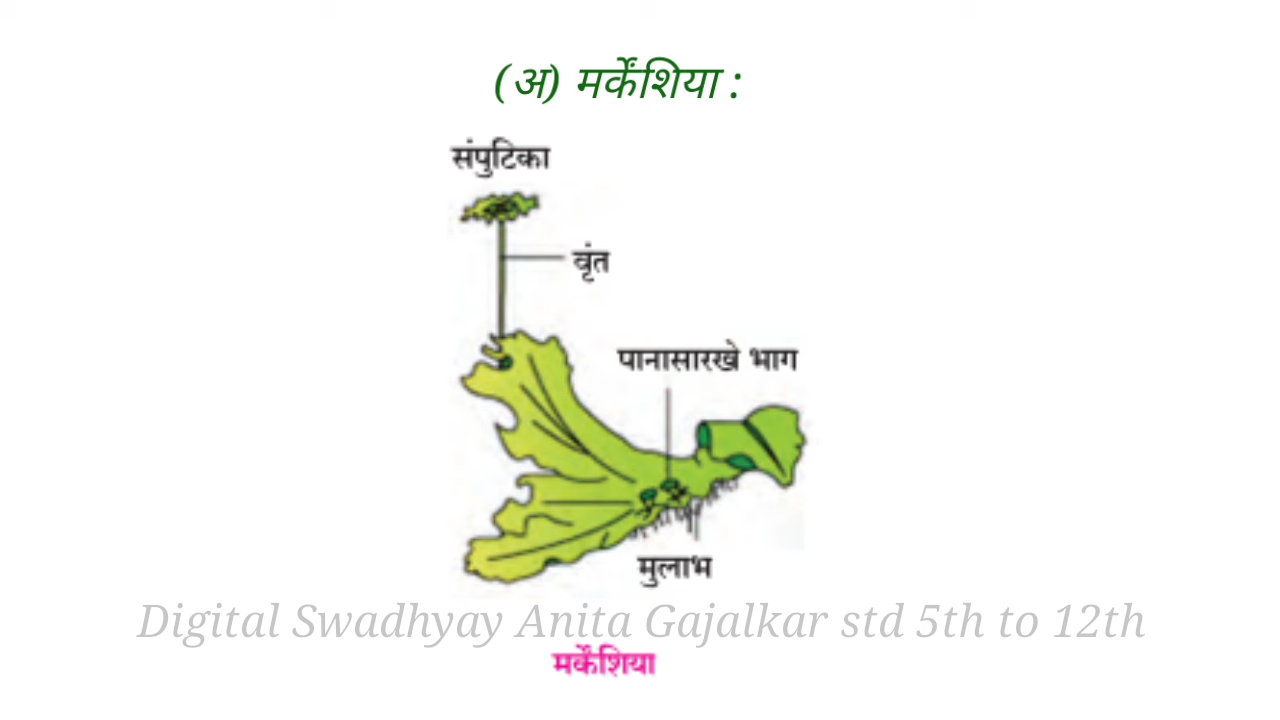 (अ) मर्केंशिया :
संपुटिका
वृंत
पानासारखे भाग
मुलाभ
Digital Swadhyay Anita Gajalkar std 5th to 12th
मर्केंशिया